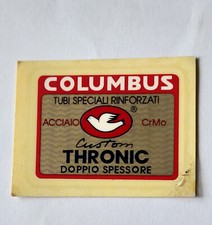 COLUMBUS
TUBI SPECIALI RINFORZATI
®
ACCIAIO CrMo
Custom
THRONIC
DOPPIO SPESSORE